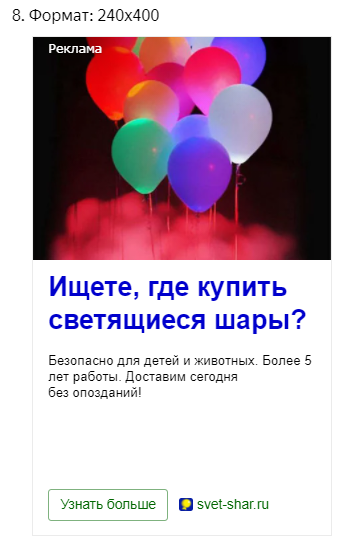 8. Формат: 240x400
Реклама
Ищете, где купить
светящиеся шары?
Безопасно для детей и животных. Более 5
лет работы. Доставим сегодня
без опозданий!
Узнать больше
svet-shar.ru